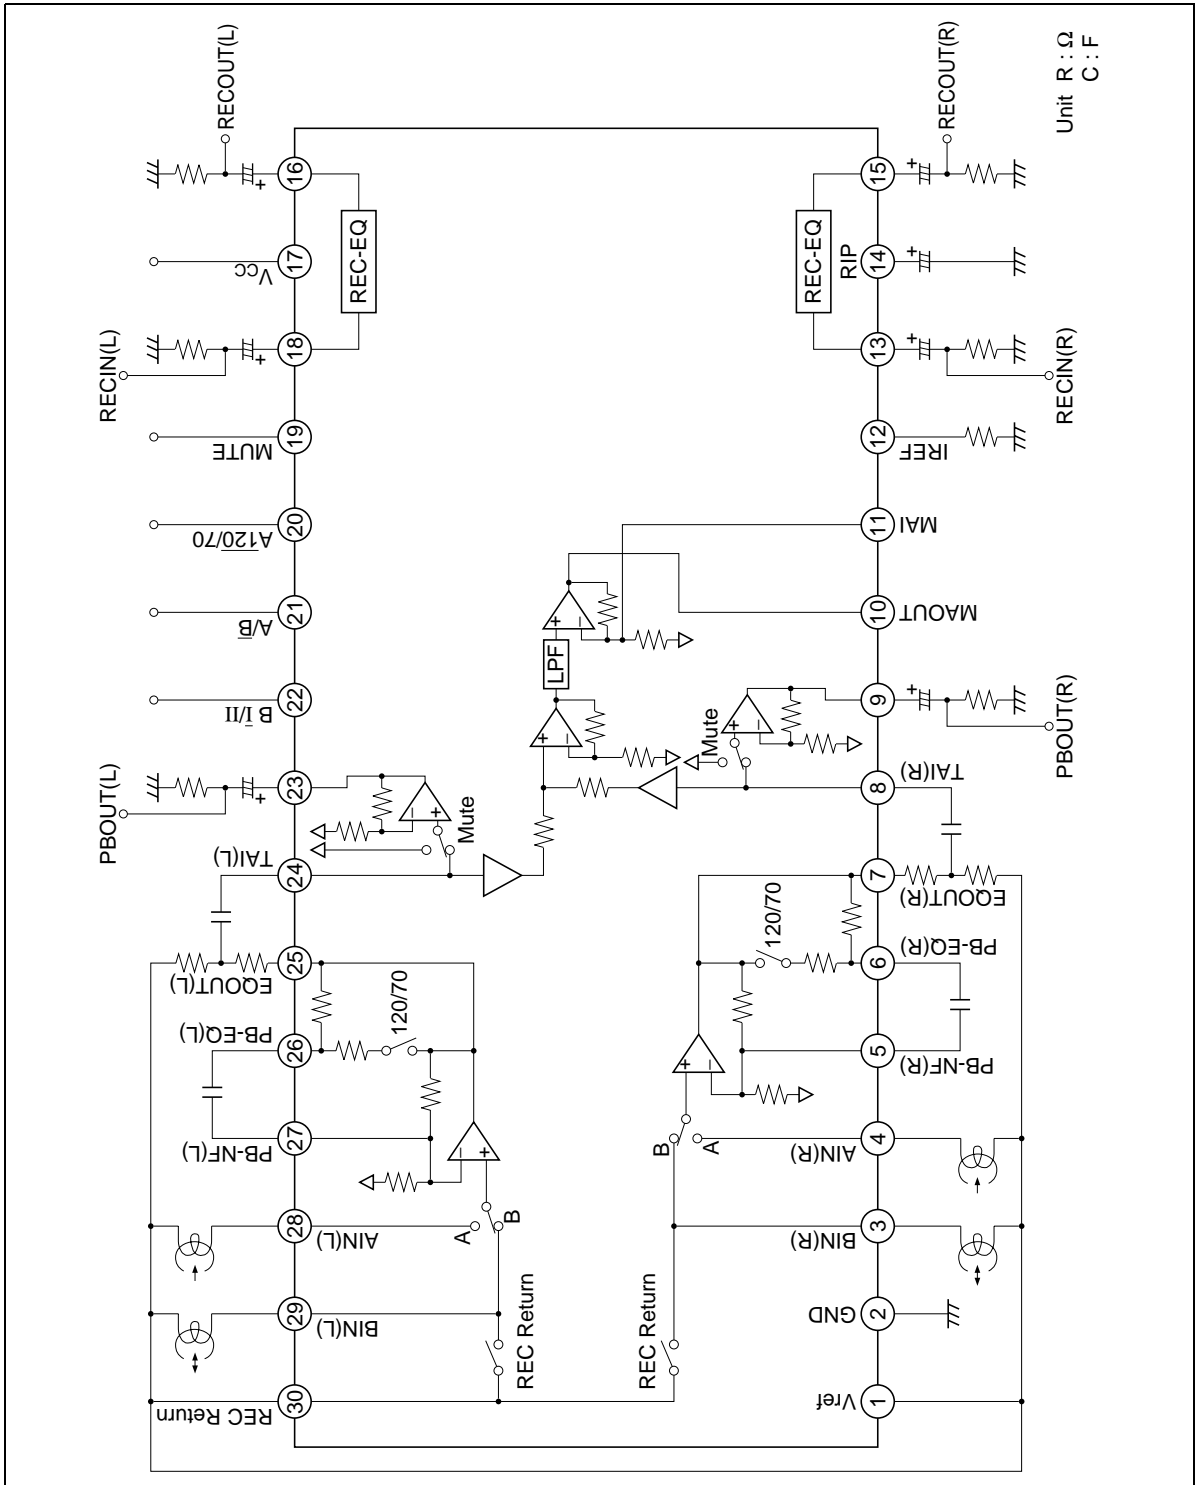 RECOUT(L)
RECOUT(R)
Unit R : Ω
C : F
16
15
REC-EQ
REC-EQ
VCC
17
RIP
14
RECIN(L)
18
13
RECIN(R)
MUTE
19
12
IREF
A120/70
20
11
MAI
A/B
21
10
MAOUT
LPF
B I/II
22
9
PBOUT(R)
Mute
PBOUT(L)
23
8
TAI(R)
Mute
TAI(L)
24
7
EQOUT(R)
120/70
EQOUT(L)
25
6
PB-EQ(R)
120/70
PB-EQ(L)
26
5
PB-NF(R)
PB-NF(L)
27
4
AIN(R)
B
A
AIN(L)
28
3
BIN(R)
A
B
BIN(L)
29
2
GND
REC Return
REC Return
REC Return
30
1
Vref